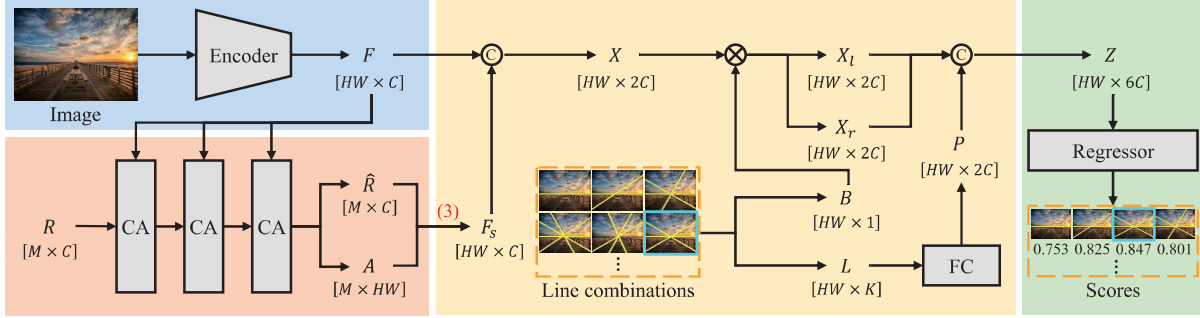 Image
Encoder
F
[HW × C]
C
X
[HW × 2C]
X_l
[HW × 2C]
X_r
[HW × 2C]
C
Z
[HW × 6C]
P
[HW × 2C]
Regressor
R
[M × C]
CA
CA
CA
R̂
[M × C]
A
[M × HW]
(3)
F_s
[HW × C]
Line combinations
⋮
B
[HW × 1]
L
[HW × K]
FC
0.753 0.825 0.847 0.801
⋮
Scores